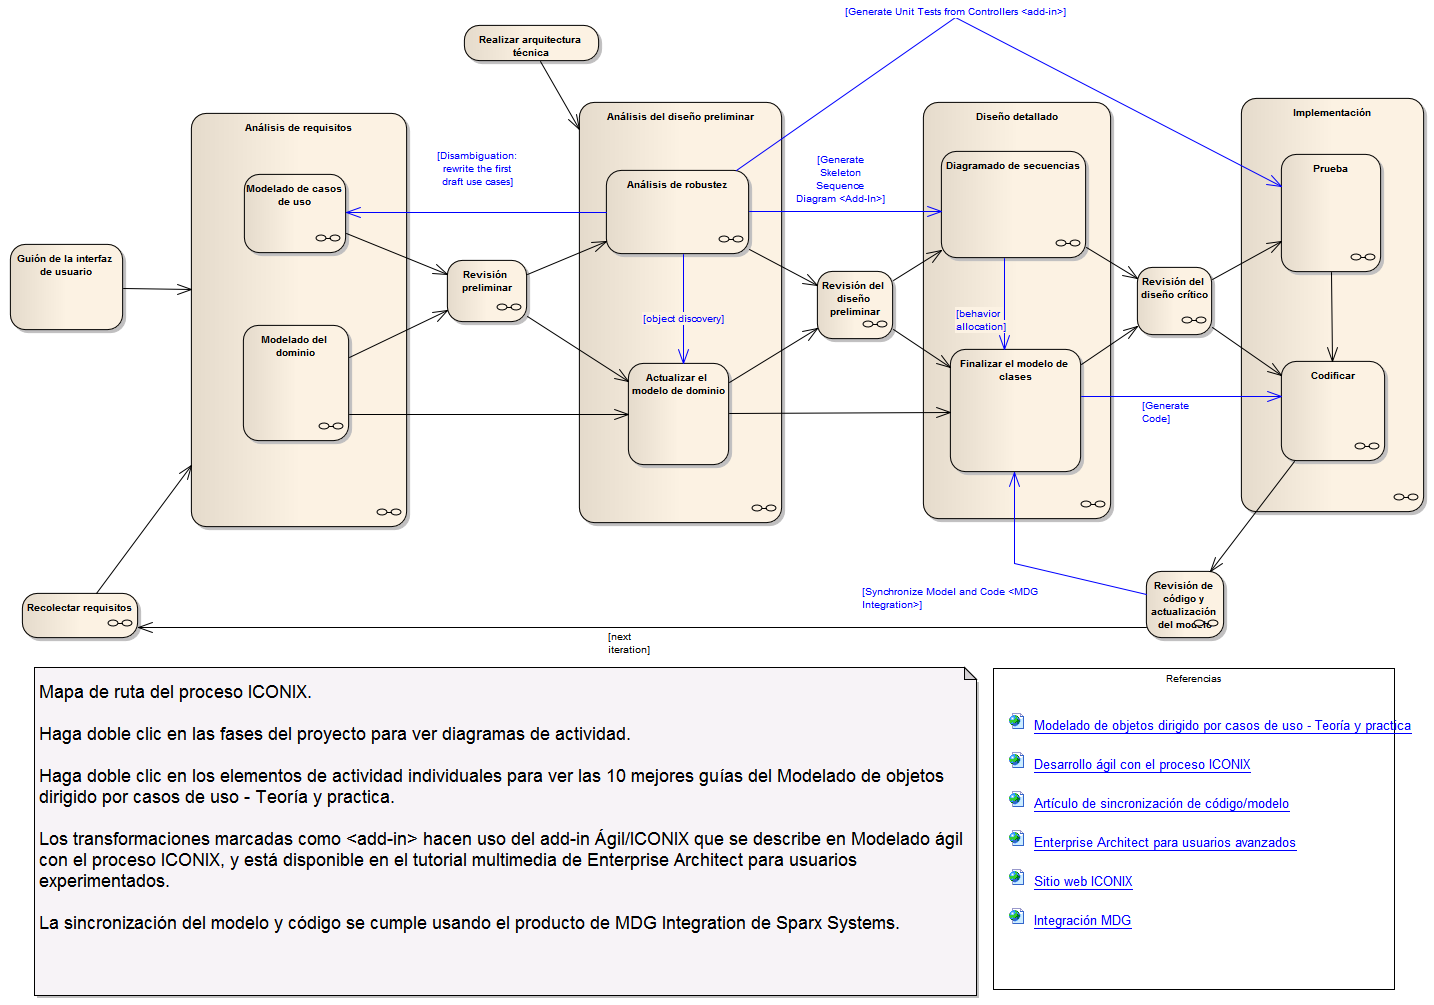 [Generate Unit Tests from Controllers <add-in>]
Realizar arquitectura
técnica
Análisis de requisitos
Análisis del diseño preliminar
Diseño detallado
Implementación
[Disambiguation:
rewrite the first
draft use cases]
[Generate
Skeleton
Sequence
Diagram <Add-In>]
Modelado de casos
de uso
Análisis de robustez
Diagramado de secuencias
Prueba
Guión de la interfaz
de usuario
Revisión
preliminar
Revisión del
diseño
preliminar
Revisión del
diseño crítico
[object discovery]
[behavior
allocation]
Modelado del
dominio
Actualizar el
modelo de dominio
Finalizar el modelo de
clases
Codificar
[Generate
Code]
Recolectar requisitos
[Synchronize Model and Code <MDG
Integration>]
Revisión de
código y
actualización
del modelo
[next
iteration]
Mapa de ruta del proceso ICONIX.
Haga doble clic en las fases del proyecto para ver diagramas de actividad.
Haga doble clic en los elementos de actividad individuales para ver las 10 mejores guías del Modelado de objetos
dirigido por casos de uso - Teoría y practica.
Los transformaciones marcadas como <add-in> hacen uso del add-in Ágil/ICONIX que se describe en Modelado ágil
con el proceso ICONIX, y está disponible en el tutorial multimedia de Enterprise Architect para usuarios
experimentados.
La sincronización del modelo y código se cumple usando el producto de MDG Integration de Sparx Systems.
Referencias
Modelado de objetos dirigido por casos de uso - Teoría y practica
Desarrollo ágil con el proceso ICONIX
Artículo de sincronización de código/modelo
Enterprise Architect para usuarios avanzados
Sitio web ICONIX
Integración MDG